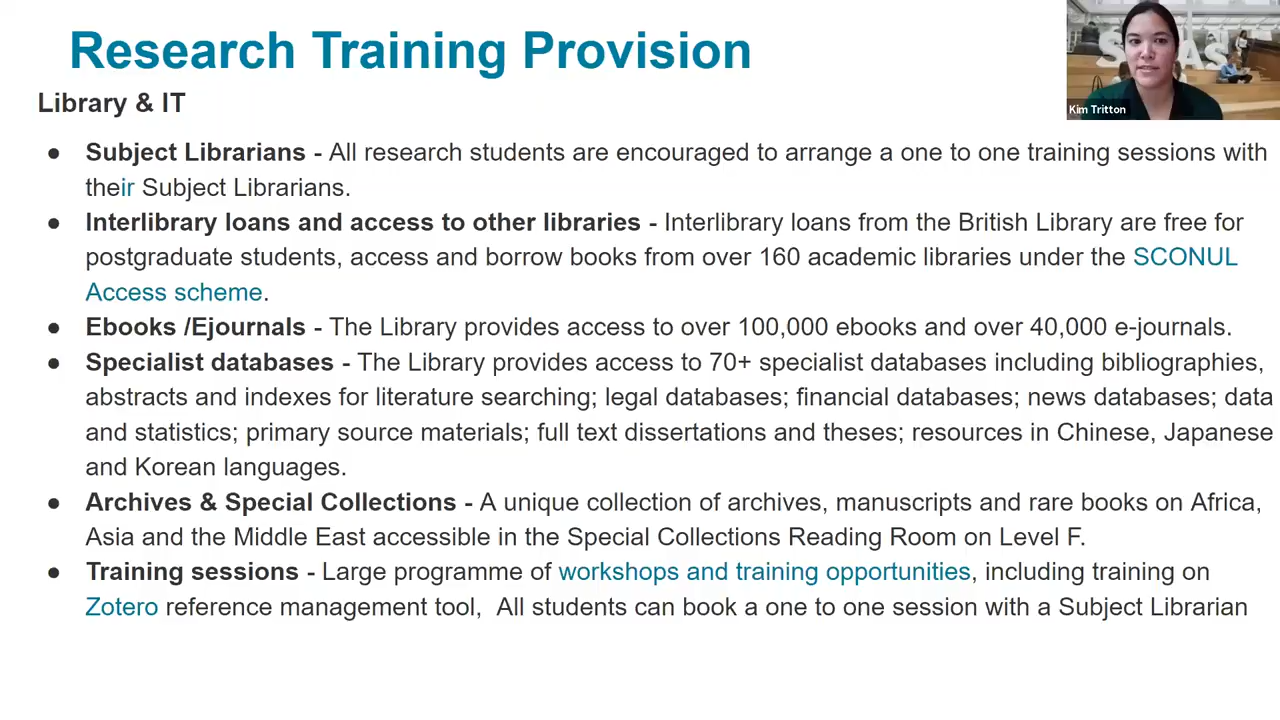 Research Training Provision
Kim Tritton
Library & IT
● Subject Librarians - All research students are encouraged to arrange a one to one training sessions with
their Subject Librarians.
● Interlibrary loans and access to other libraries - Interlibrary loans from the British Library are free for
postgraduate students, access and borrow books from over 160 academic libraries under the SCONUL
Access scheme.
● Ebooks /Ejournals - The Library provides access to over 100,000 ebooks and over 40,000 e-journals.
● Specialist databases - The Library provides access to 70+ specialist databases including bibliographies,
abstracts and indexes for literature searching; legal databases; financial databases; news databases; data
and statistics; primary source materials; full text dissertations and theses; resources in Chinese, Japanese
and Korean languages.
● Archives & Special Collections - A unique collection of archives, manuscripts and rare books on Africa,
Asia and the Middle East accessible in the Special Collections Reading Room on Level F.
● Training sessions - Large programme of workshops and training opportunities, including training on
Zotero reference management tool,  All students can book a one to one session with a Subject Librarian